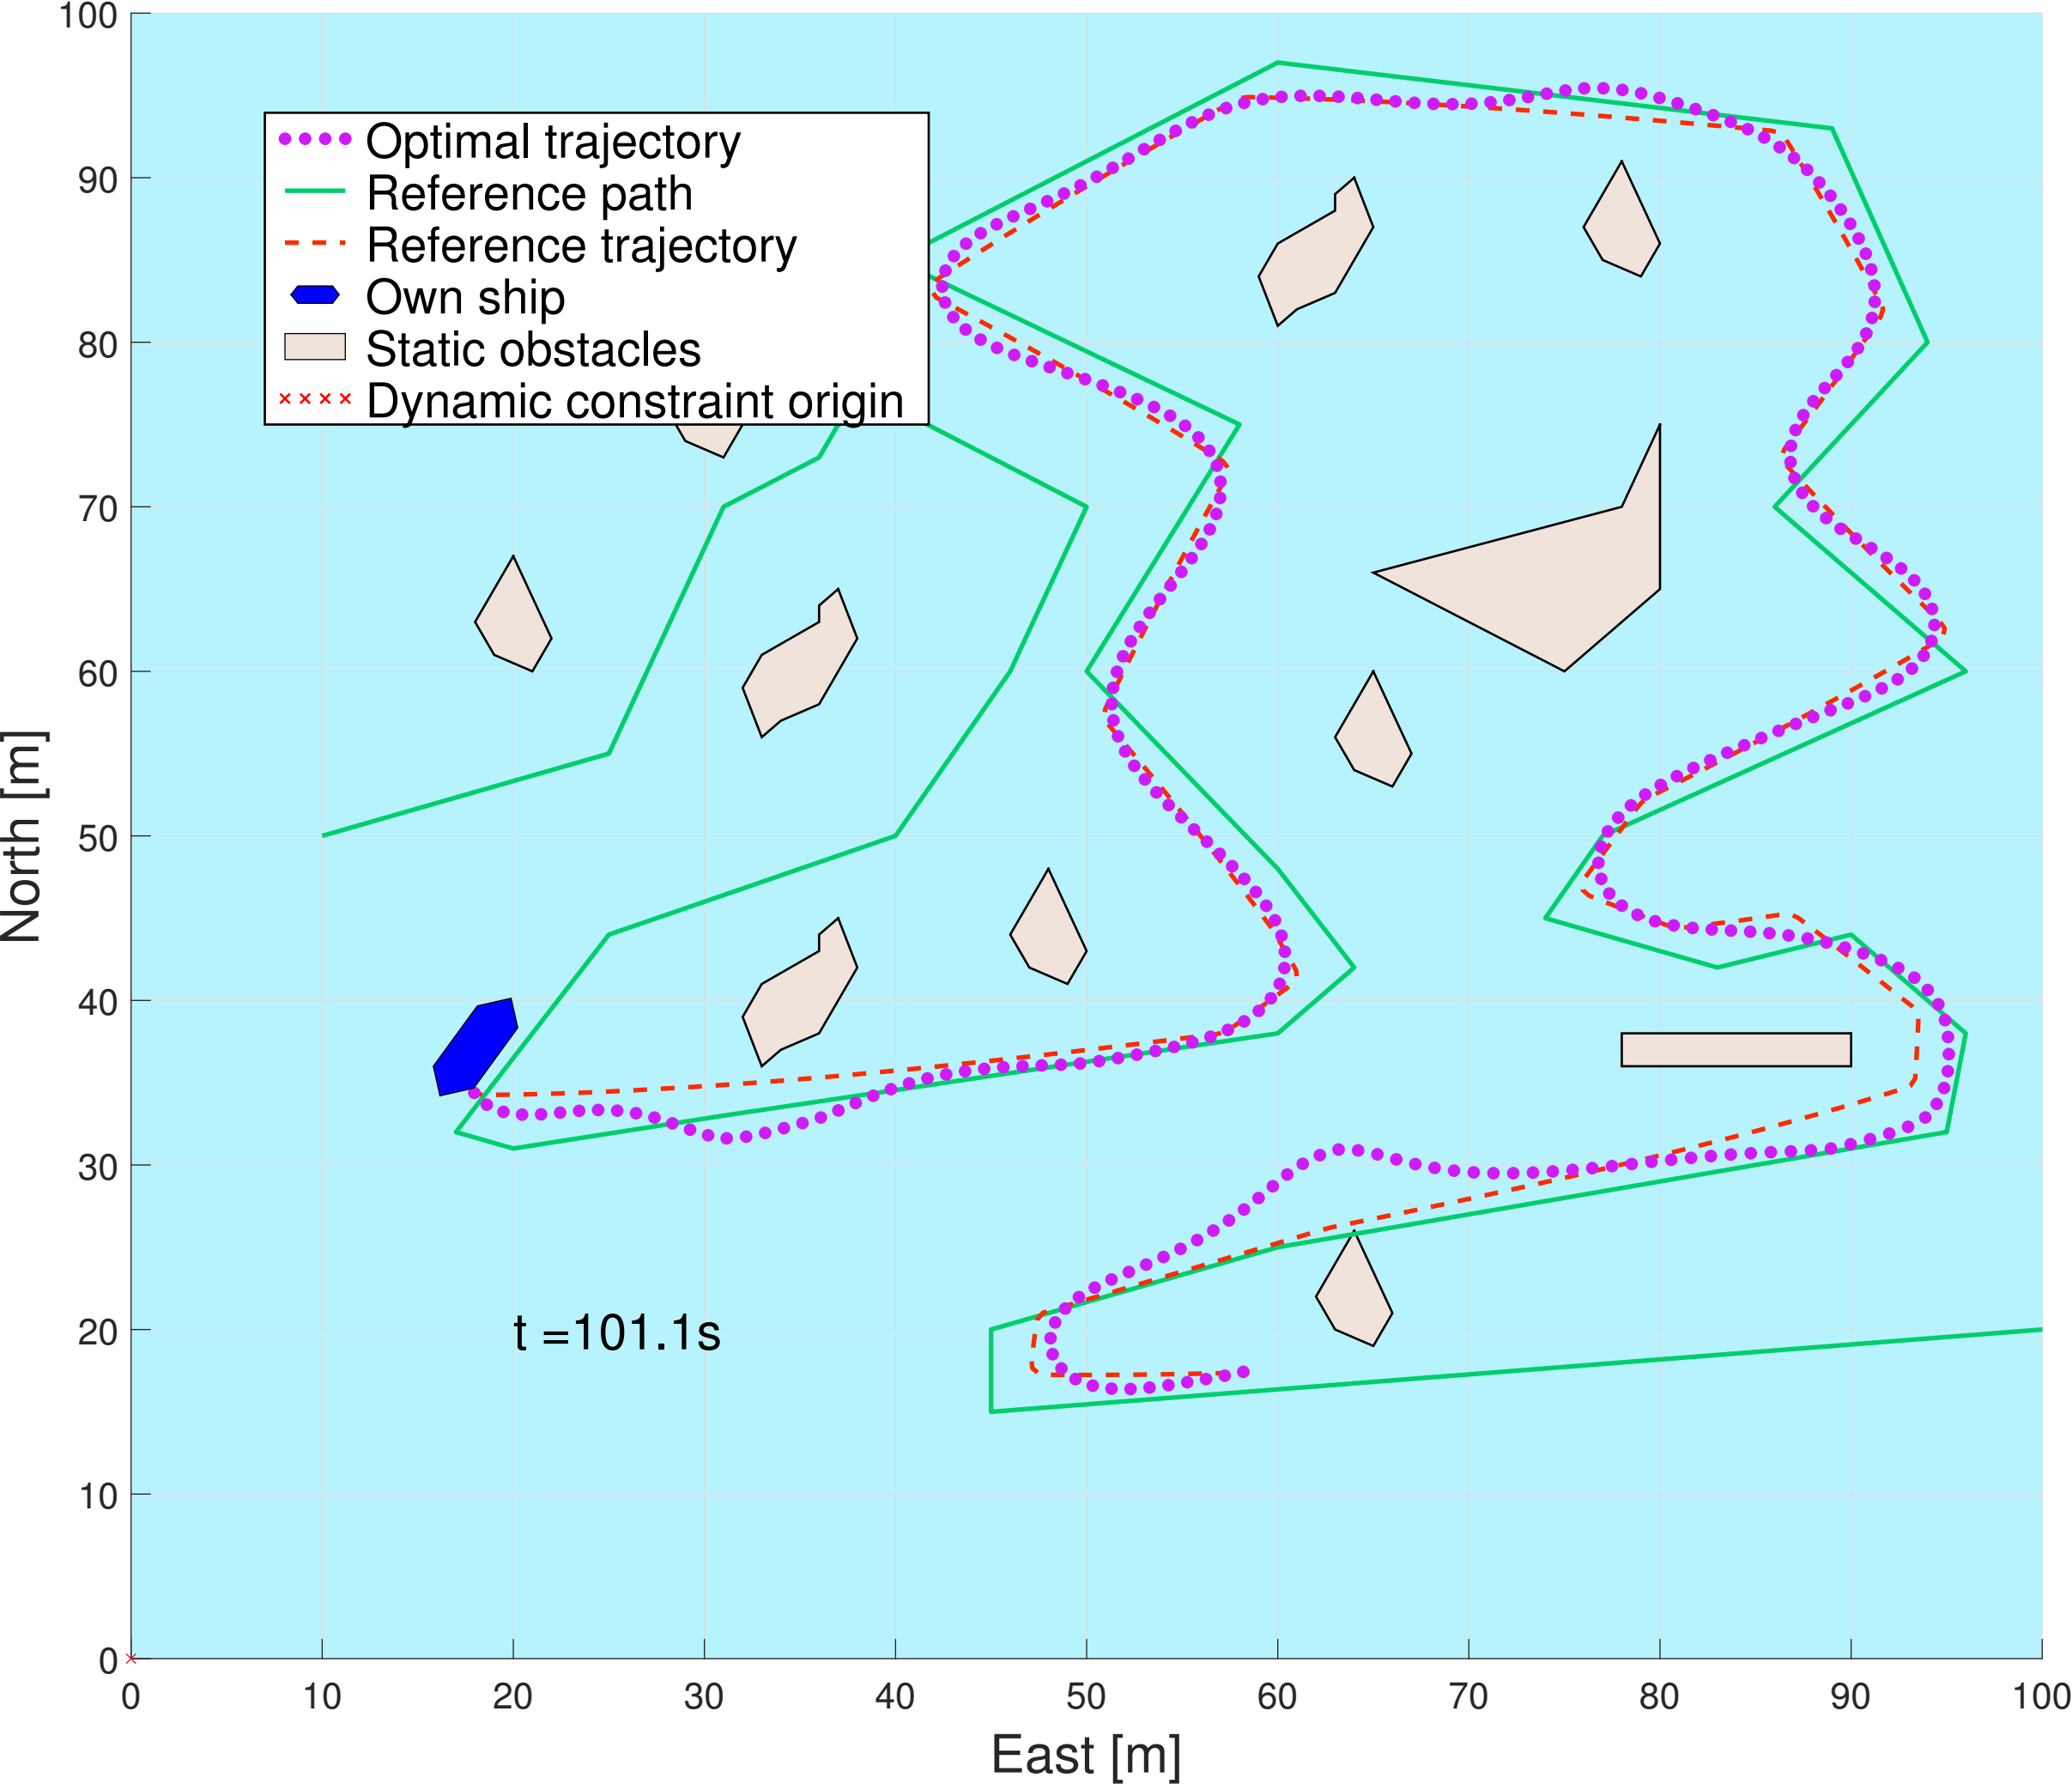 100
90
80
70
60
50
40
30
20
10
0
North [m]
Optimal trajectory
Reference path
Reference trajectory
Own ship
Static obstacles
Dynamic constraint origin
t =101.1s
0 10 20 30 40 50 60 70 80 90 100
East [m]